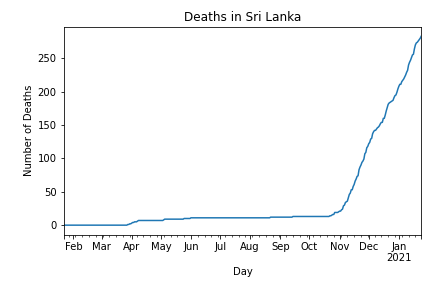 Deaths in Sri Lanka
Number of Deaths
250
200
150
100
50
0
Feb Mar Apr May Jun Jul Aug Sep Oct Nov Dec Jan
2021
Day